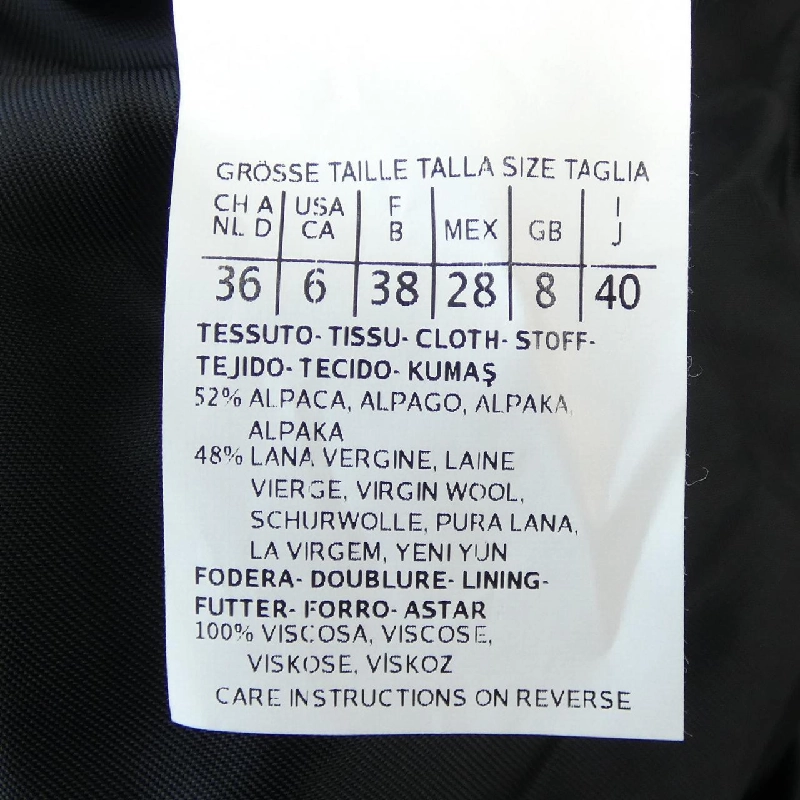 GRÖSSE TAILLE TALLA SIZE TAGLIA
CH A USA F I
NL D CA B MEX GB J
36 6 38 28 8 40
TESSUTO- TISSU- CLOTH- STOFF-
TEJIDO- TECIDO- KUMAŞ
52% ALPACA, ALPAGO, ALPAKA,
ALPAKA
48% LANA VERGINE, LAINE
VIERGE, VIRGIN WOOL,
SCHURWOLLE, PURA LANA,
LA VIRGEM, YENI YUN
FODERA- DOUBLURE- LINING-
FUTTER- FORRO- ASTAR
100% VISCOSA, VISCOSE,
VISKOSE, VISKOZ
CARE INSTRUCTIONS ON REVERSE